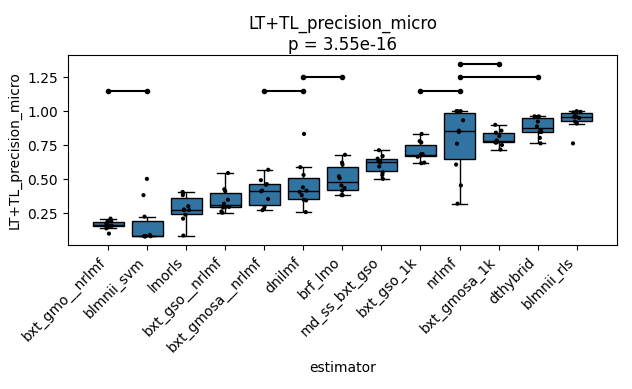 LT+TL_precision_micro
p = 3.55e-16
LT+TL_precision_micro
1.25
1.00
0.75
0.50
0.25
bxt_gmo__nrlmf
blmnii_svm
lmorls
bxt_gso__nrlmf
bxt_gmosa__nrlmf
dnilmf
brf_lmo
md_ss_bxt_gso
bxt_gso_1k
nrlmf
bxt_gmosa_1k
dthybrid
blmnii_rls
estimator